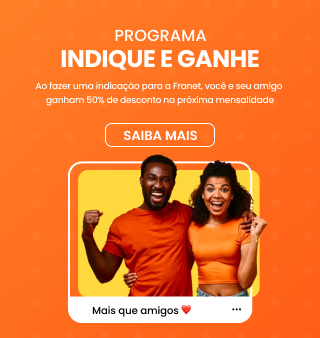 PROGRAMA
INDIQUE E GANHE
Ao fazer uma indicação para a Franet, você e seu amigo
ganham 50% de desconto na próxima mensalidade
SAIBA MAIS
Mais que amigos ❤️ ...